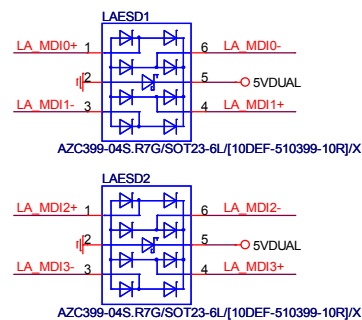 LAESD1
LA_MDI0+ 1 6 LA_MDI0-
2 5 5VDUAL
LA_MDI1- 3 4 LA_MDI1+
AZC399-04S.R7G/SOT23-6L/[10DEF-510399-10R]/X
LAESD2
LA_MDI2+ 1 6 LA_MDI2-
2 5 5VDUAL
LA_MDI3- 3 4 LA_MDI3+
AZC399-04S.R7G/SOT23-6L/[10DEF-510399-10R]/X